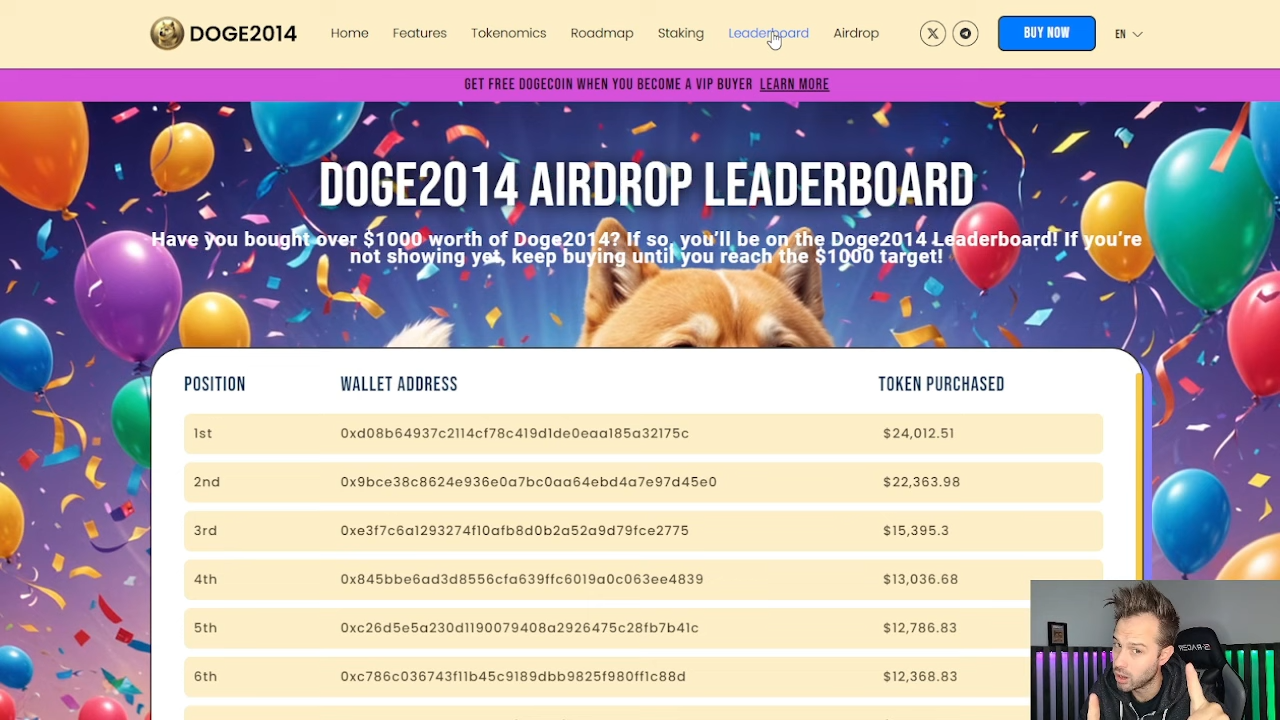 DOGE2014
Home
Features
Tokenomics
Roadmap
Staking
Leaderboard
Airdrop
BUY NOW
EN
GET FREE DOGECOIN WHEN YOU BECOME A VIP BUYER LEARN MORE
DOGE2014 AIRDROP LEADERBOARD
Have you bought over $1000 worth of Doge2014? If so, you'll be on the Doge2014 Leaderboard! If you're
not showing yet, keep buying until you reach the $1000 target!
POSITION WALLET ADDRESS TOKEN PURCHASED
1st 0xd08b64937c2114cf78c419d1de0eaa185a32175c $24,012.51
2nd 0x9bce38c8624e936e0a7bc0aa64ebd4a7e97d45e0 $22,363.98
3rd 0xe3f7c6a1293274f10afb8d0b2a52a9d79fce2775 $15,395.3
4th 0x845bbe6ad3d8556cfa639ffc6019a0c063ee4839 $13,036.68
5th 0xc26d5e5a230d1190079408a2926475c28fb7b41c $12,786.83
6th 0xc786c036743f11b45c9189dbb9825f980ff1c88d $12,368.83